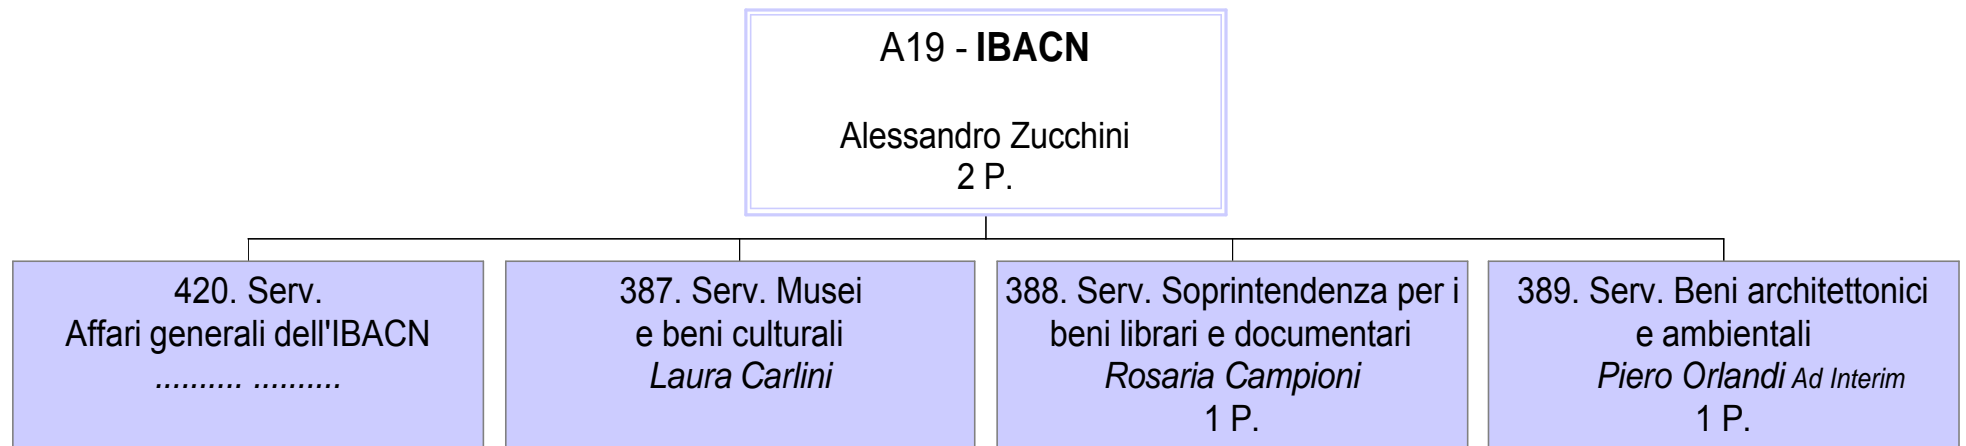 A19 - IBACN
Alessandro Zucchini
2 P.
420. Serv.
Affari generali dell'IBACN
.......... ..........
387. Serv. Musei
e beni culturali
Laura Carlini
388. Serv. Soprintendenza per i
beni librari e documentari
Rosaria Campioni
1 P.
389. Serv. Beni architettonici
e ambientali
Piero Orlandi Ad Interim
1 P.